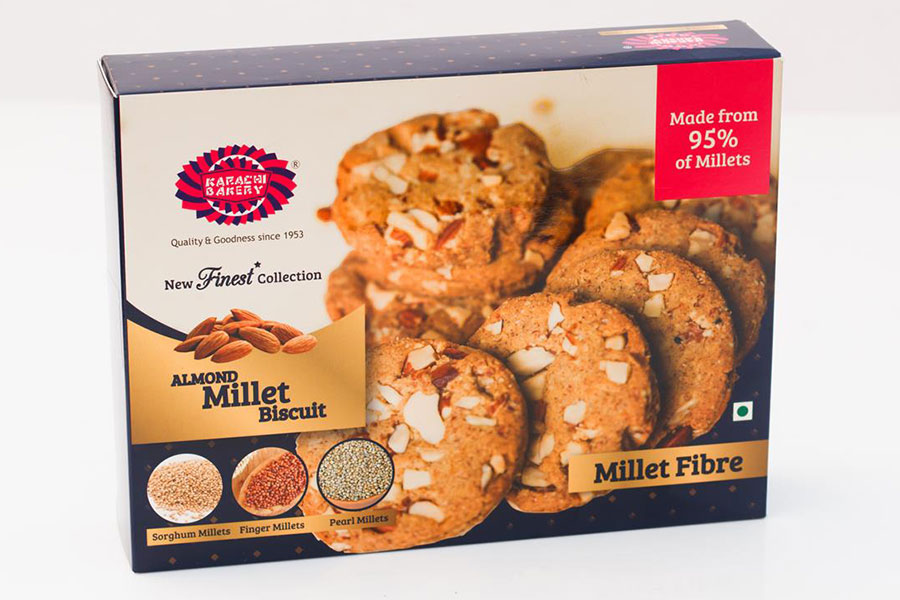 KARACHI
BAKERY
®
Quality & Goodness since 1953
New Finest Collection
Made from
95%
of Millets
ALMOND
Millet
Biscuit
Millet Fibre
Sorghum Millets
Finger Millets
Pearl Millets